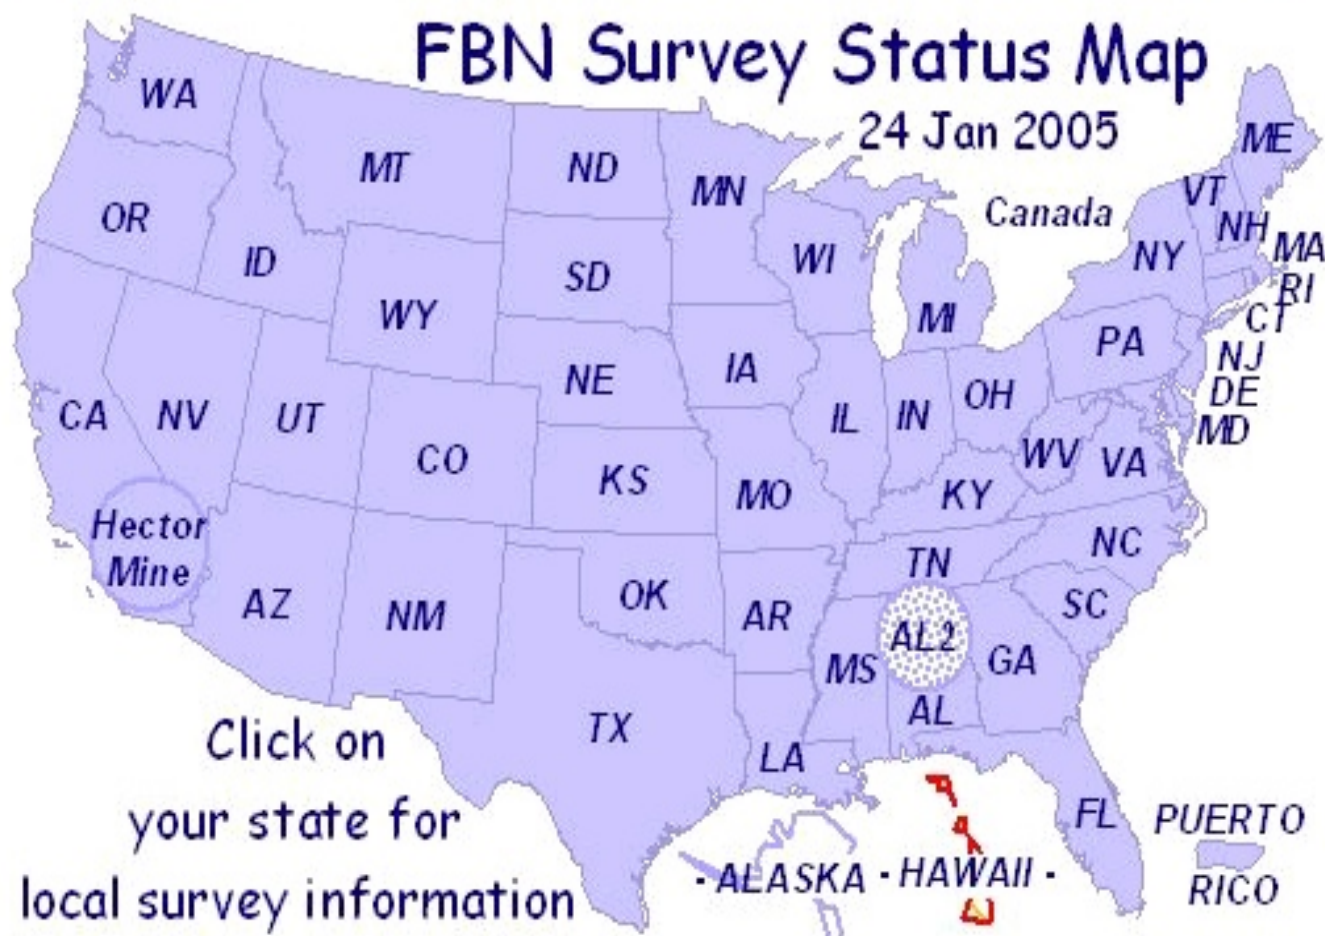 FBN Survey Status Map
24 Jan 2005
WA
MT
ND
MN
ME
OR
ID
SD
WI
Canada
VT
NH
NY
MA
RI
WY
MI
CT
PA
NJ
NE
IA
DE
CA
NV
UT
CO
KS
MO
IL
IN
OH
WV
VA
MD
KY
Hector
Mine
AZ
NM
OK
AR
TN
NC
SC
AL2
MS
GA
AL
TX
LA
FL
Click on
your state for
local survey information
- ALASKA - HAWAII -
PUERTO
RICO